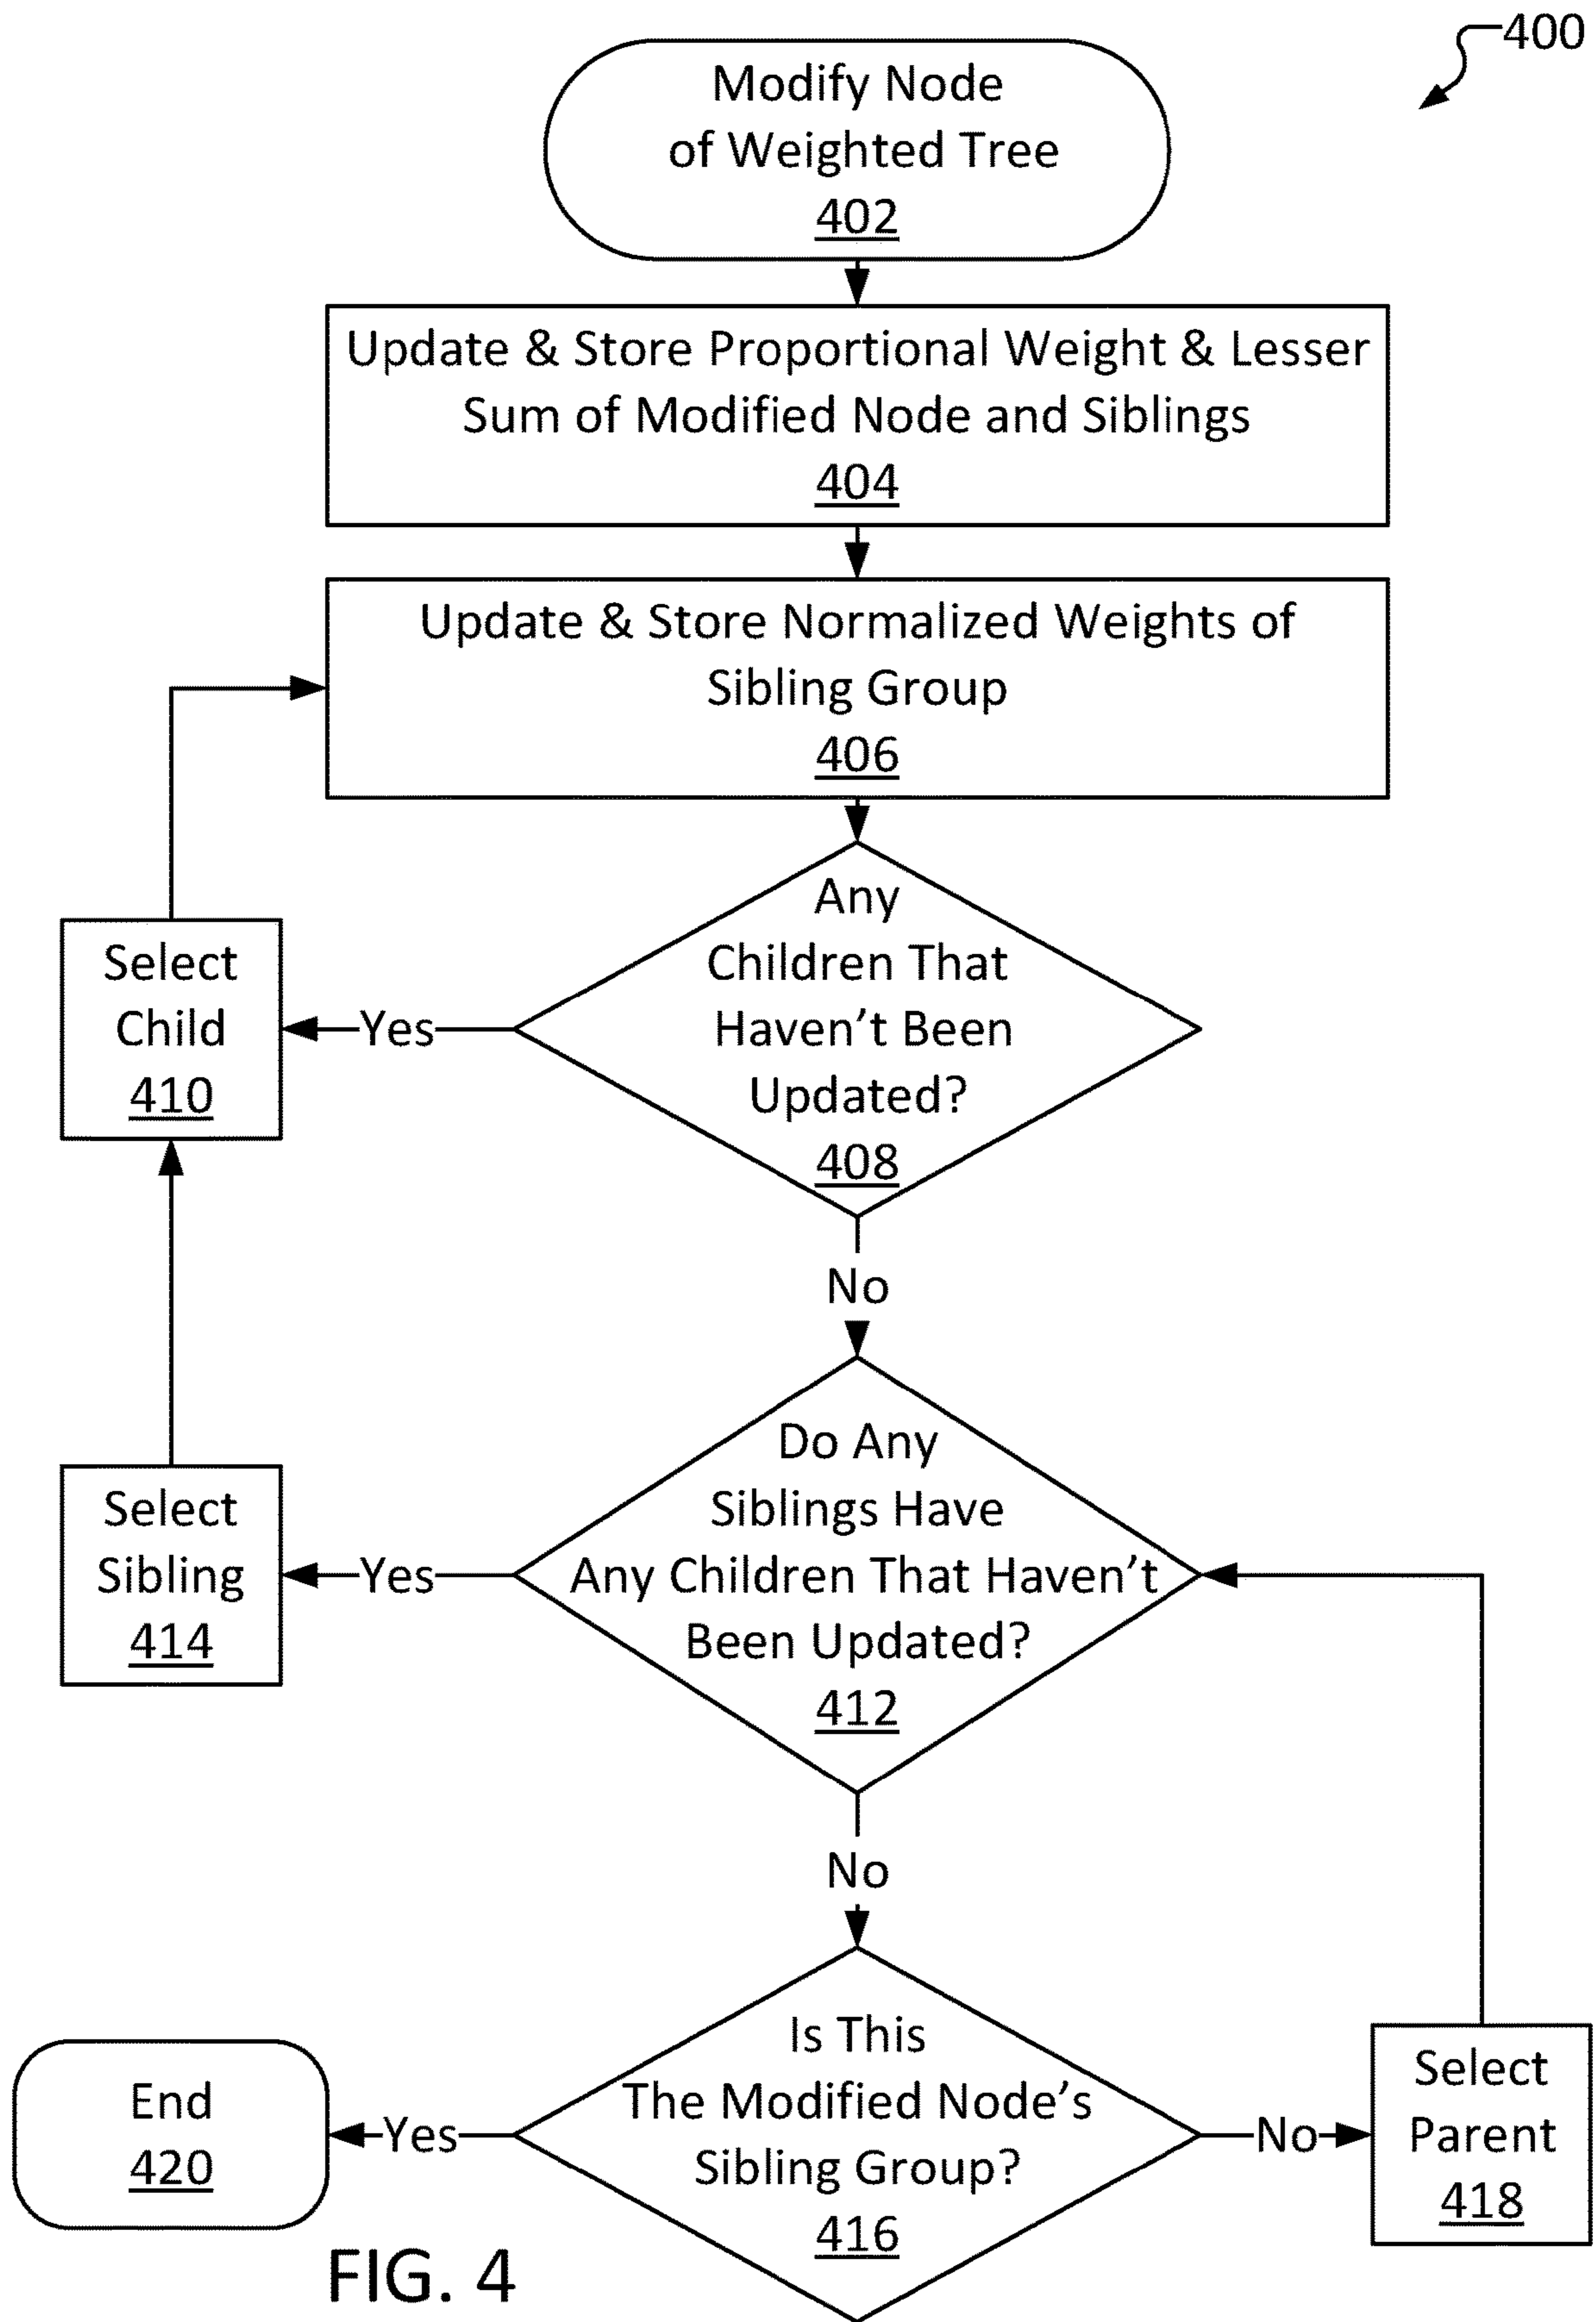 400
Modify Node
of Weighted Tree
402
Update & Store Proportional Weight & Lesser
Sum of Modified Node and Siblings
404
Update & Store Normalized Weights of
Sibling Group
406
Any
Children That
Haven't Been
Updated?
408
Yes
Select
Child
410
No
Do Any
Siblings Have
Any Children That Haven't
Been Updated?
412
Yes
Select
Sibling
414
No
Is This
The Modified Node's
Sibling Group?
416
Yes
End
420
No
Select
Parent
418
FIG. 4